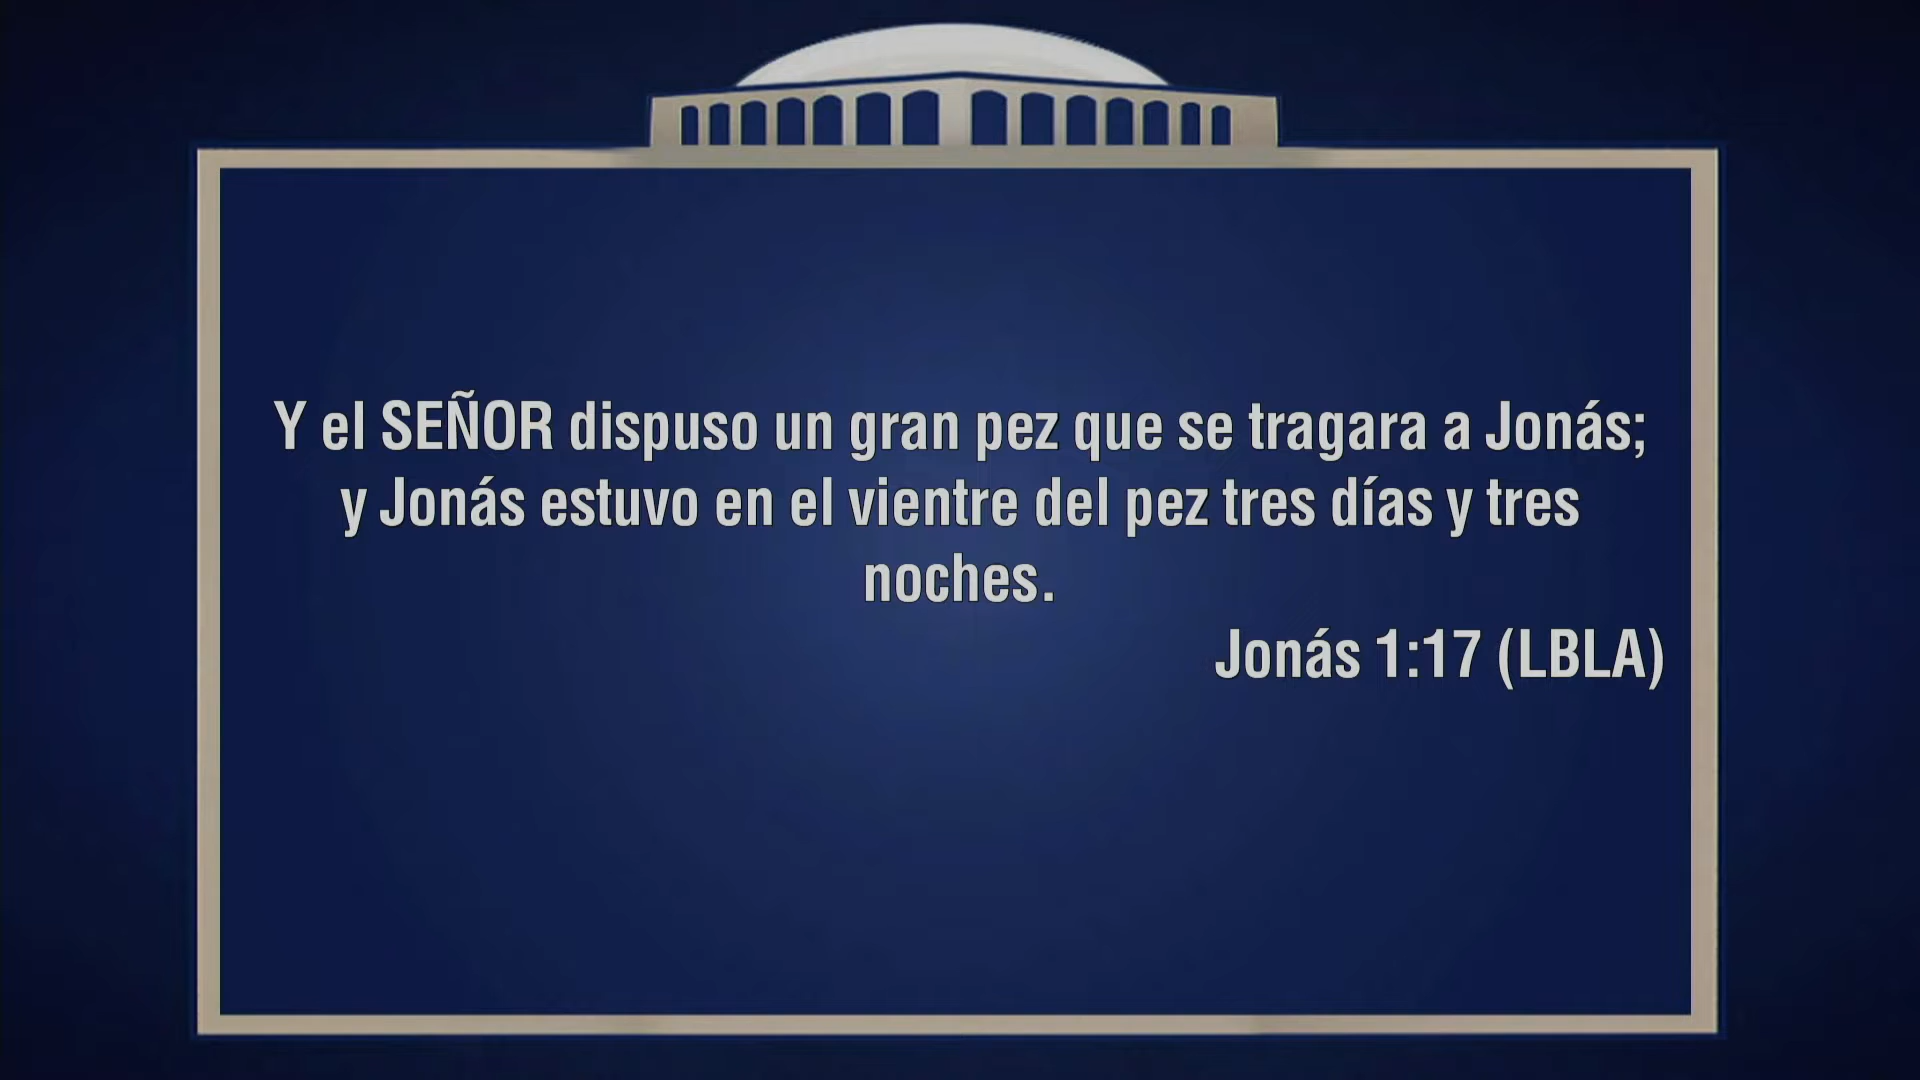 Y el SEÑOR dispuso un gran pez que se tragara a Jonás;
y Jonás estuvo en el vientre del pez tres días y tres
noches.
Jonás 1:17 (LBLA)